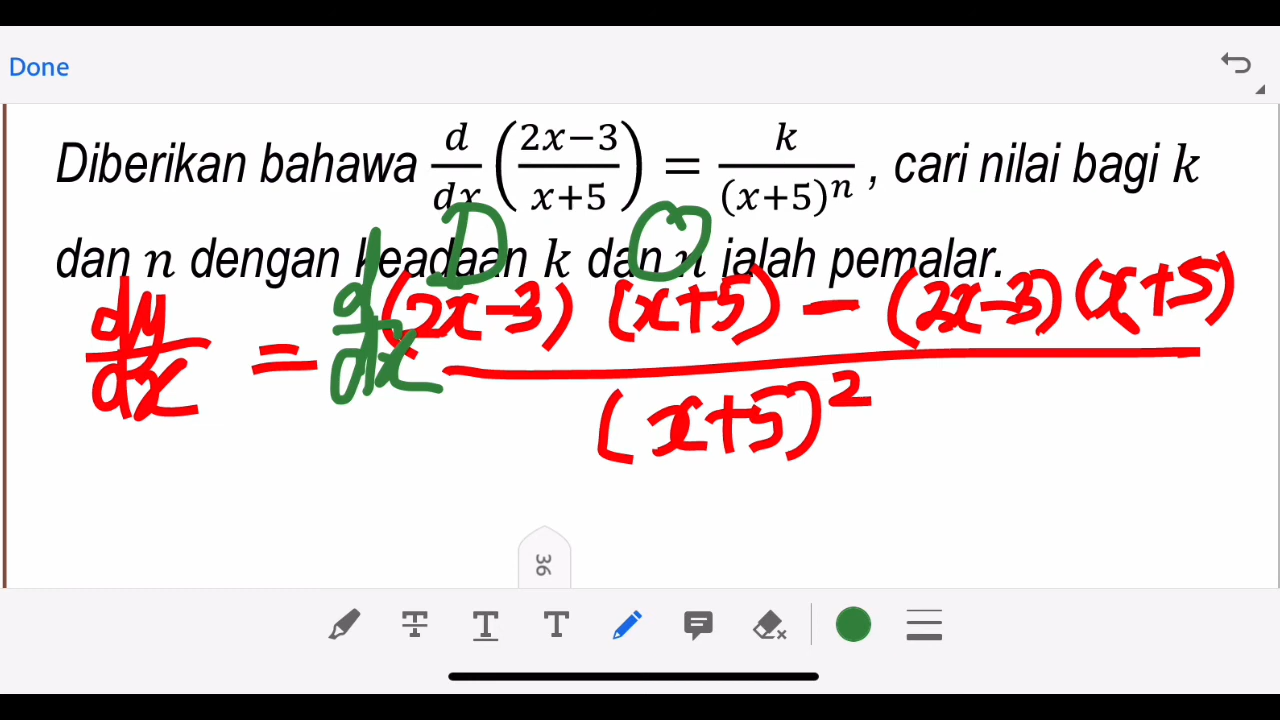 Done
Diberikan bahawa d/dx((2x−3)/(x+5)) = k/(x+5)ⁿ , cari nilai bagi k
dan n dengan keadaan k dan n ialah pemalar.
D O
dy/dx = d/dx (2x-3) (x+5) - (2x-3)(x+5)
(x+5)²
36
T T T